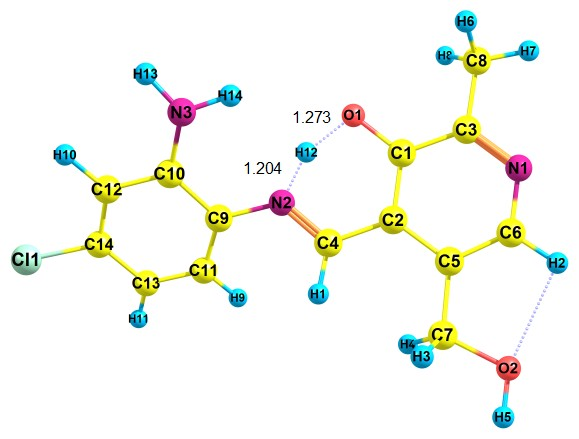 H6
H8 C8 H7
H13
H14
N3
1.273 O1
C3
H12
C1
H10
1.204
N1
C10
C12
N2
C9
C2
C4
C6
C14
C5
H2
Cl1
C11
C13
H1
H9
H11
C7
H4
H3
O2
H5